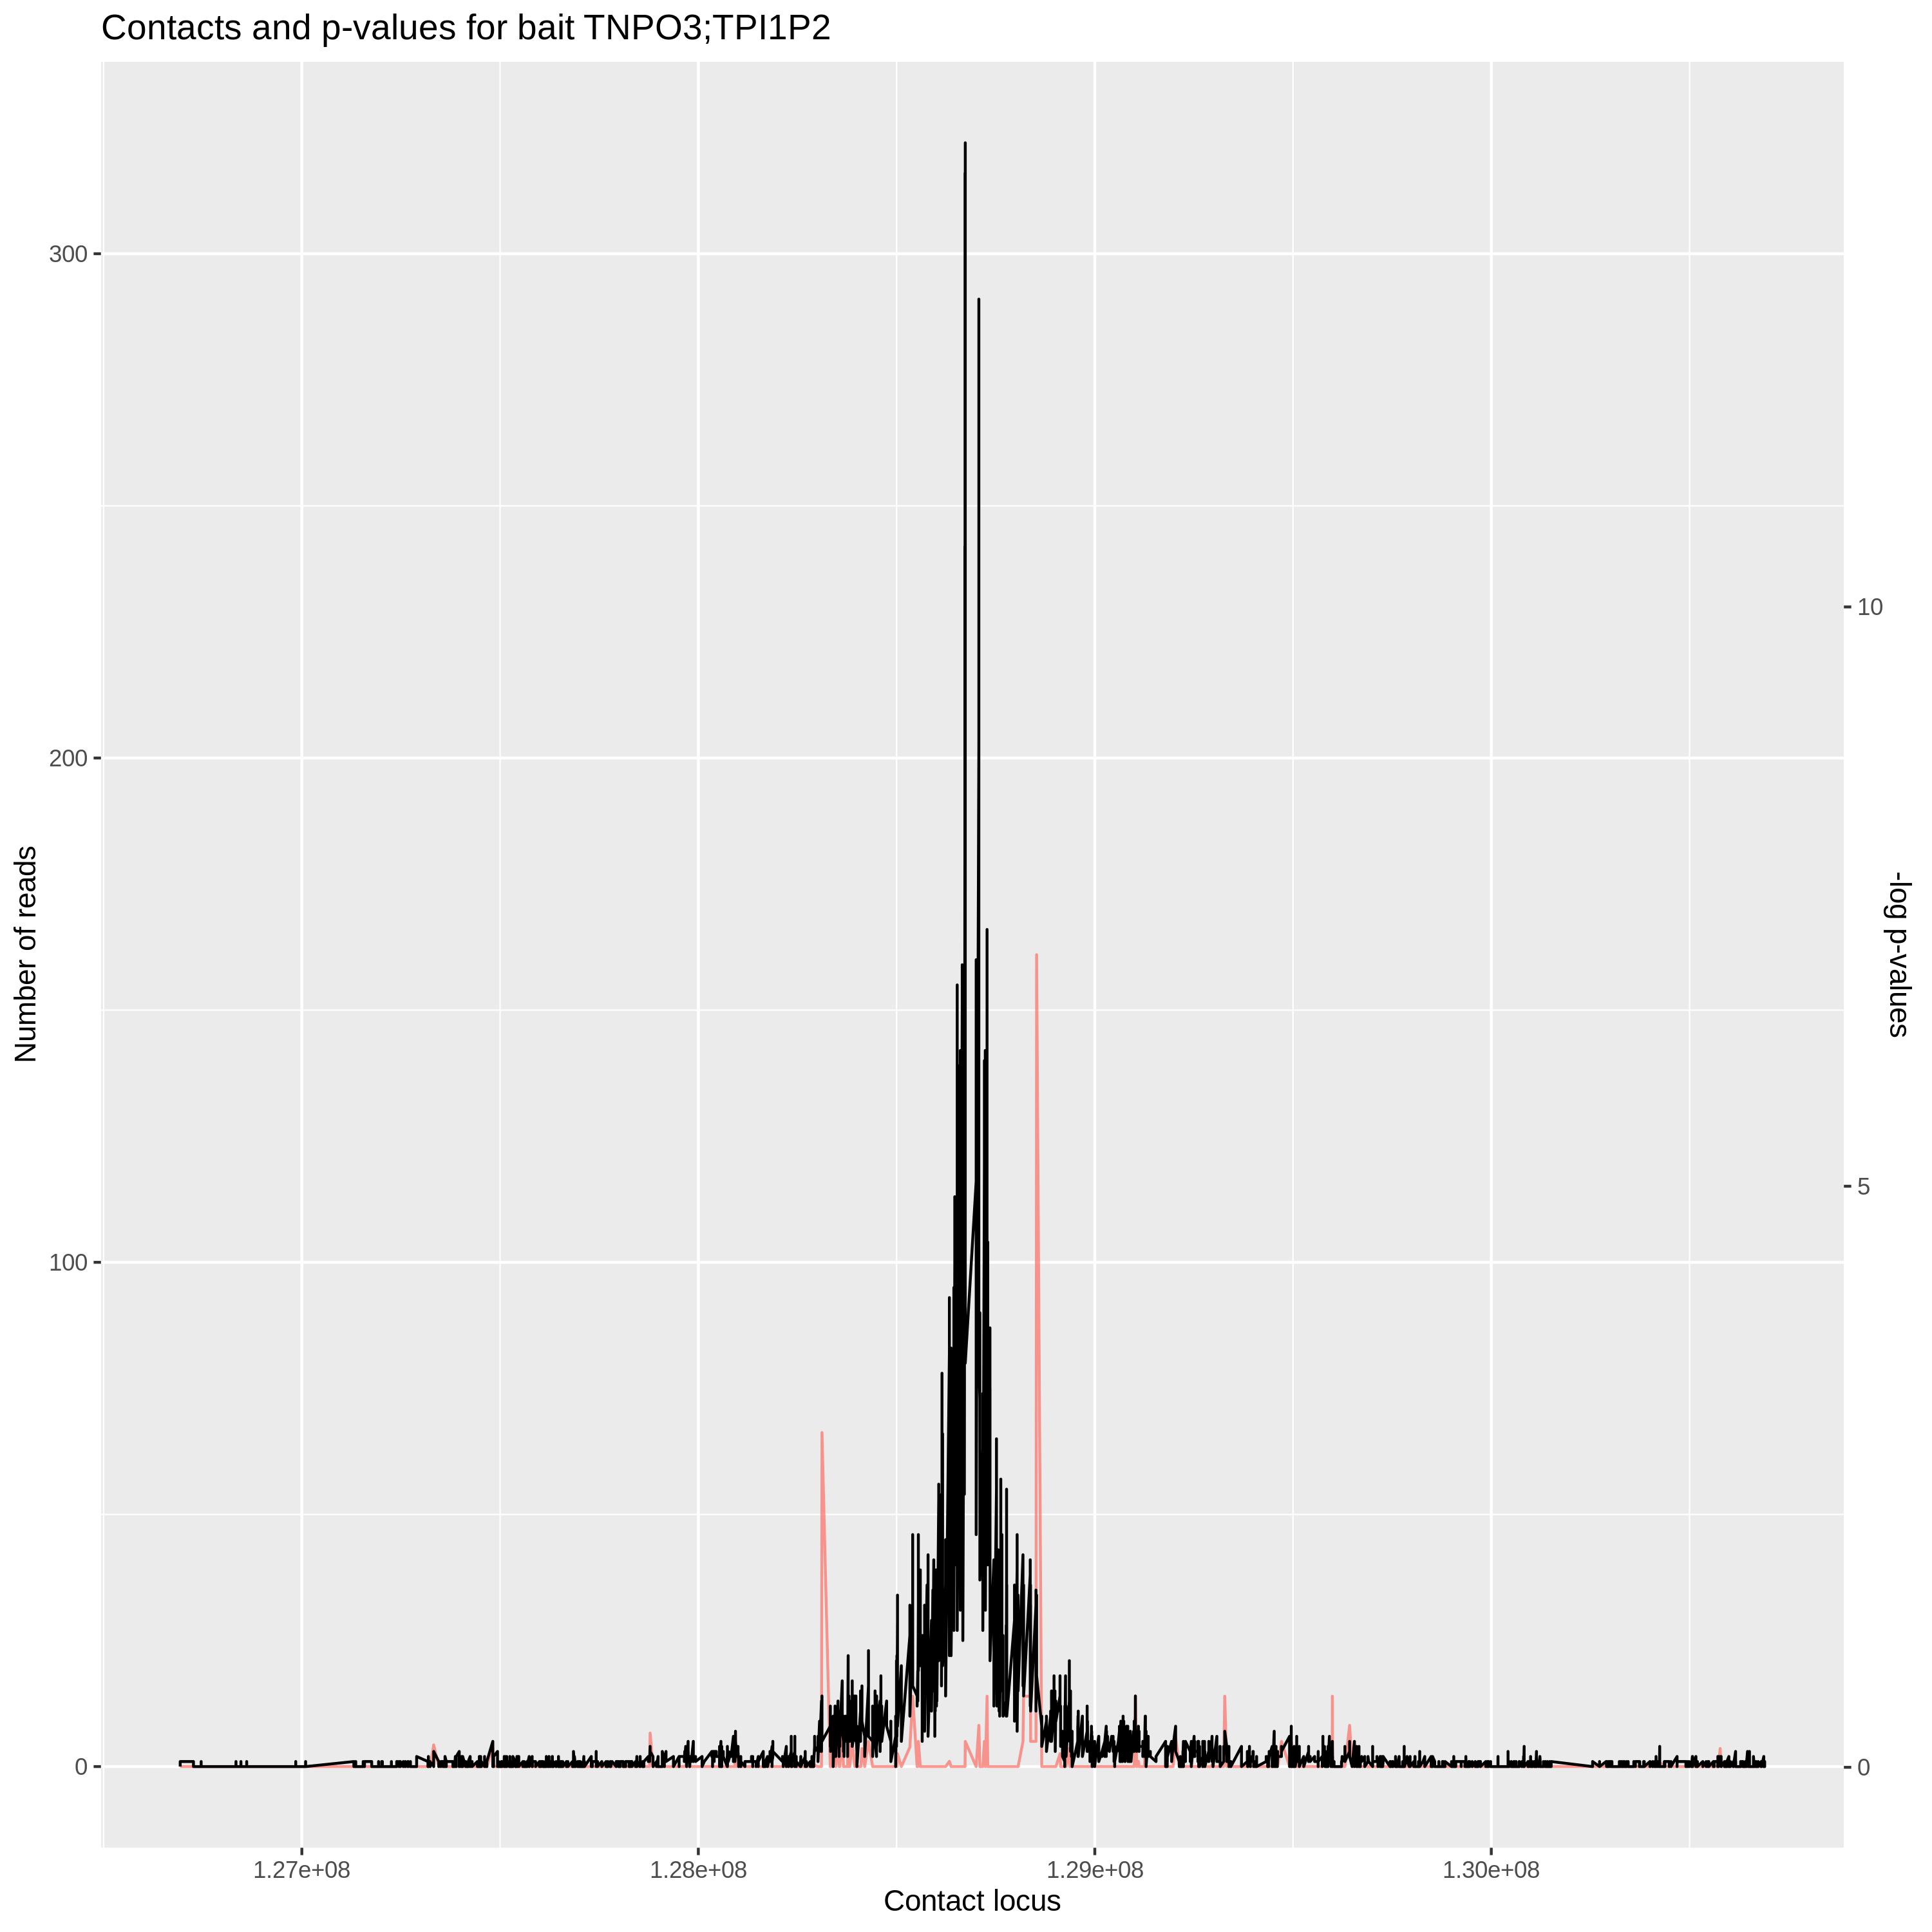 Contacts and p-values for bait TNPO3;TPI1P2
300
200
100
0
Number of reads
10
5
0
-log p-values
1.27e+08
1.28e+08
1.29e+08
1.30e+08
Contact locus